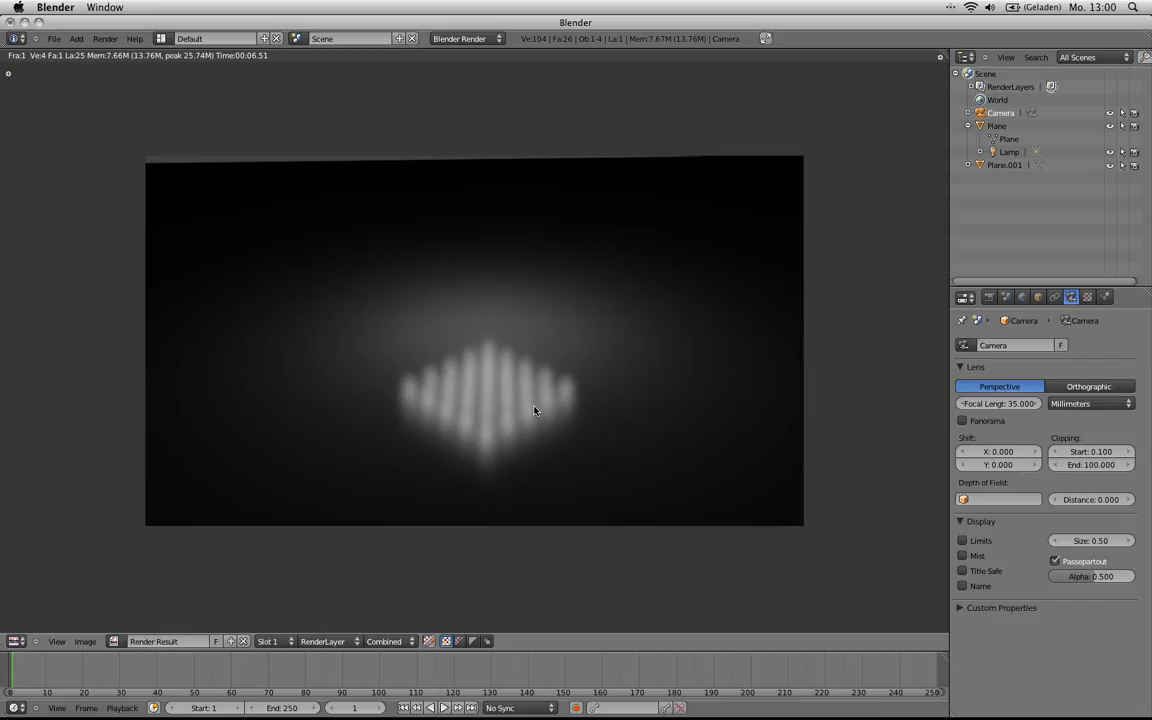 Blender Window (Geladen) Mo. 13:00
Blender
File Add Render Help Default Scene Blender Render Ve:104 | Fa:26 | Ob:1-4 | La:1 | Mem:7.67M (13.76M) | Camera
Fra:1 Ve:4 Fa:1 La:25 Mem:7.66M (13.76M, peak 25.74M) Time:00:06.51
View Search All Scenes
Scene
RenderLayers
World
Camera
Plane
Plane
Lamp
Plane.001
Camera Camera
Camera F
Lens
Perspective Orthographic
Focal Lengt: 35.000 Millimeters
Panorama
Shift: Clipping:
X: 0.000 Start: 0.100
Y: 0.000 End: 100.000
Depth of Field:
Distance: 0.000
Display
Limits Size: 0.50
Mist Passepartout
Title Safe Alpha: 0.500
Name
Custom Properties
View Image Render Result F Slot 1 RenderLayer Combined
0 10 20 30 40 50 60 70 80 90 100 110 120 130 140 150 160 170 180 190 200 210 220 230 240 250
View Frame Playback Start: 1 End: 250 1 No Sync